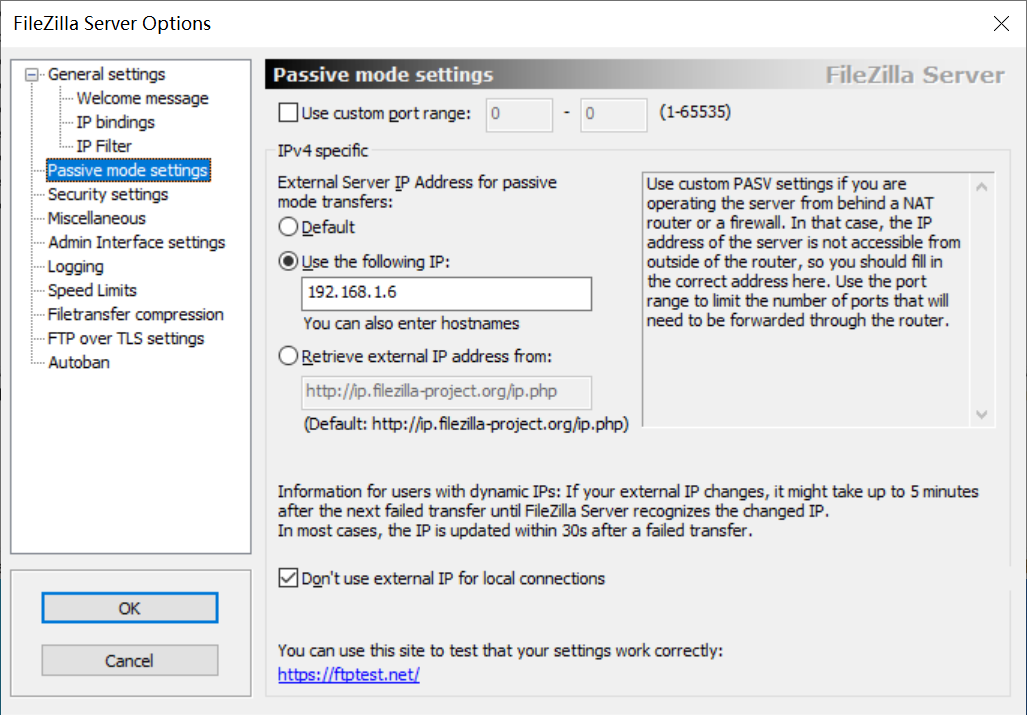 FileZilla Server Options
General settings
Welcome message
IP bindings
IP Filter
Passive mode settings
Security settings
Miscellaneous
Admin Interface settings
Logging
Speed Limits
Filetransfer compression
FTP over TLS settings
Autoban
OK
Cancel
Passive mode settings
FileZilla Server
Use custom port range: 0 - 0 (1-65535)
IPv4 specific
External Server IP Address for passive
mode transfers:
Default
Use the following IP:
192.168.1.6
You can also enter hostnames
Retrieve external IP address from:
http://ip.filezilla-project.org/ip.php
(Default: http://ip.filezilla-project.org/ip.php)
Use custom PASV settings if you are
operating the server from behind a NAT
router or a firewall. In that case, the IP
address of the server is not accessible from
outside of the router, so you should fill in
the correct address here. Use the port
range to limit the number of ports that will
need to be forwarded through the router.
Information for users with dynamic IPs: If your external IP changes, it might take up to 5 minutes
after the next failed transfer until FileZilla Server recognizes the changed IP.
In most cases, the IP is updated within 30s after a failed transfer.
Don't use external IP for local connections
You can use this site to test that your settings work correctly:
https://ftptest.net/